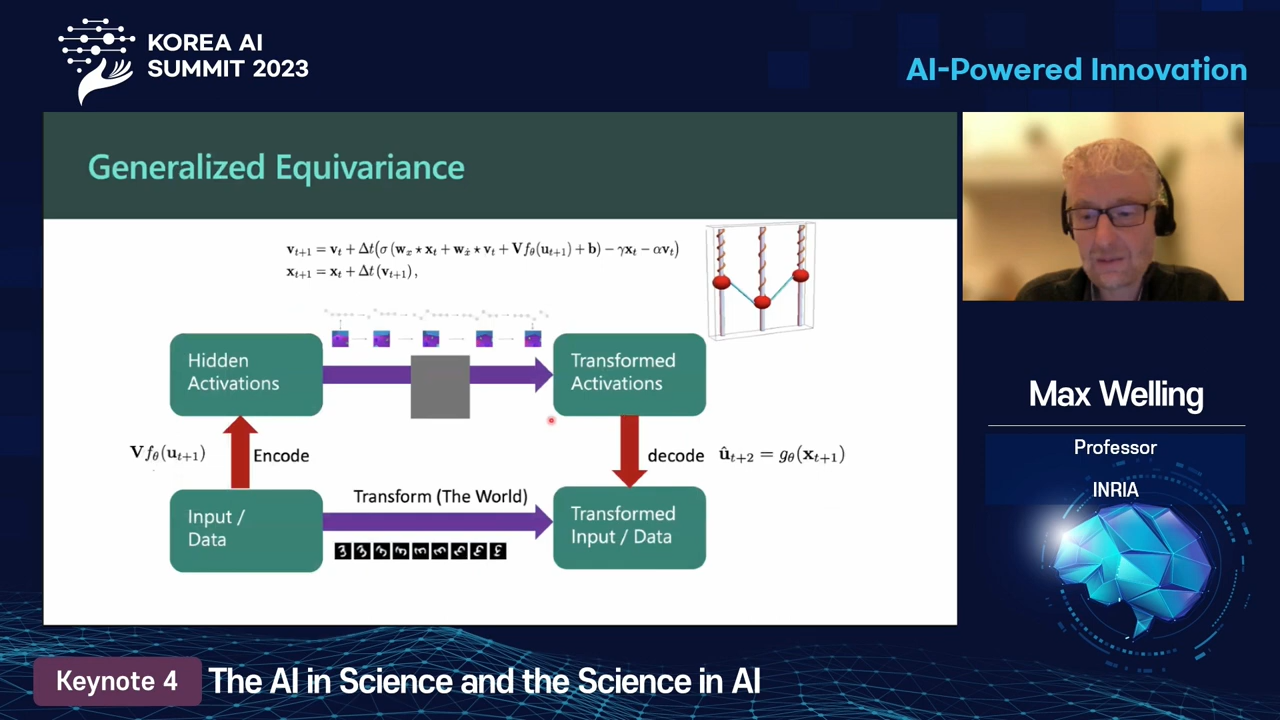 KOREA AI
SUMMIT 2023
AI-Powered Innovation
Generalized Equivariance
v_{t+1} = v_t + Δt(σ (w_x ⋆ x_t + w_ẋ ⋆ v_t + V f_θ(u_{t+1}) + b) − γx_t − αv_t)
x_{t+1} = x_t + Δt (v_{t+1}),
Hidden
Activations
Transformed
Activations
V f_θ(u_{t+1})
Encode
decode
û_{t+2} = g_θ(x_{t+1})
Input /
Data
Transform (The World)
Transformed
Input / Data
Max Welling
Professor
INRIA
Keynote 4
The AI in Science and the Science in AI